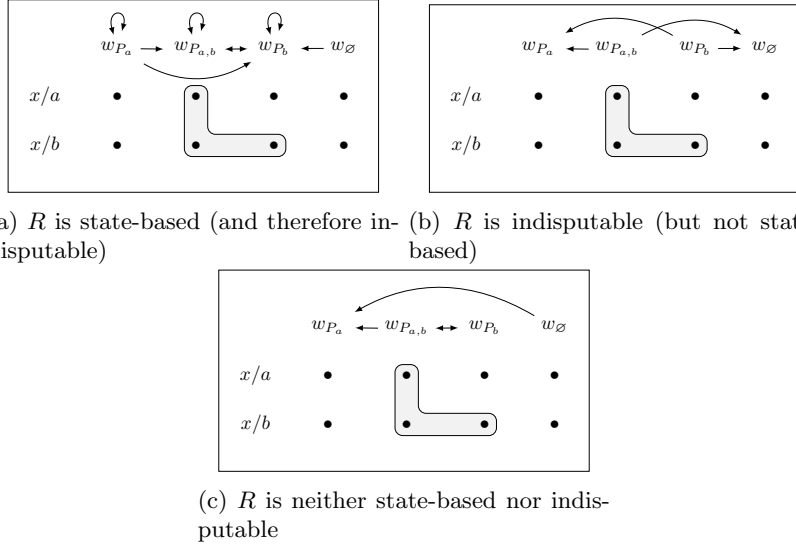 w_{P_a} w_{P_{a,b}} w_{P_b} w_∅
x/a
x/b
a) R is state-based (and therefore in-
isputable)
w_{P_a} w_{P_{a,b}} w_{P_b} w_∅
x/a
x/b
(b) R is indisputable (but not stat
based)
w_{P_a} w_{P_{a,b}} w_{P_b} w_∅
x/a
x/b
(c) R is neither state-based nor indis-
putable